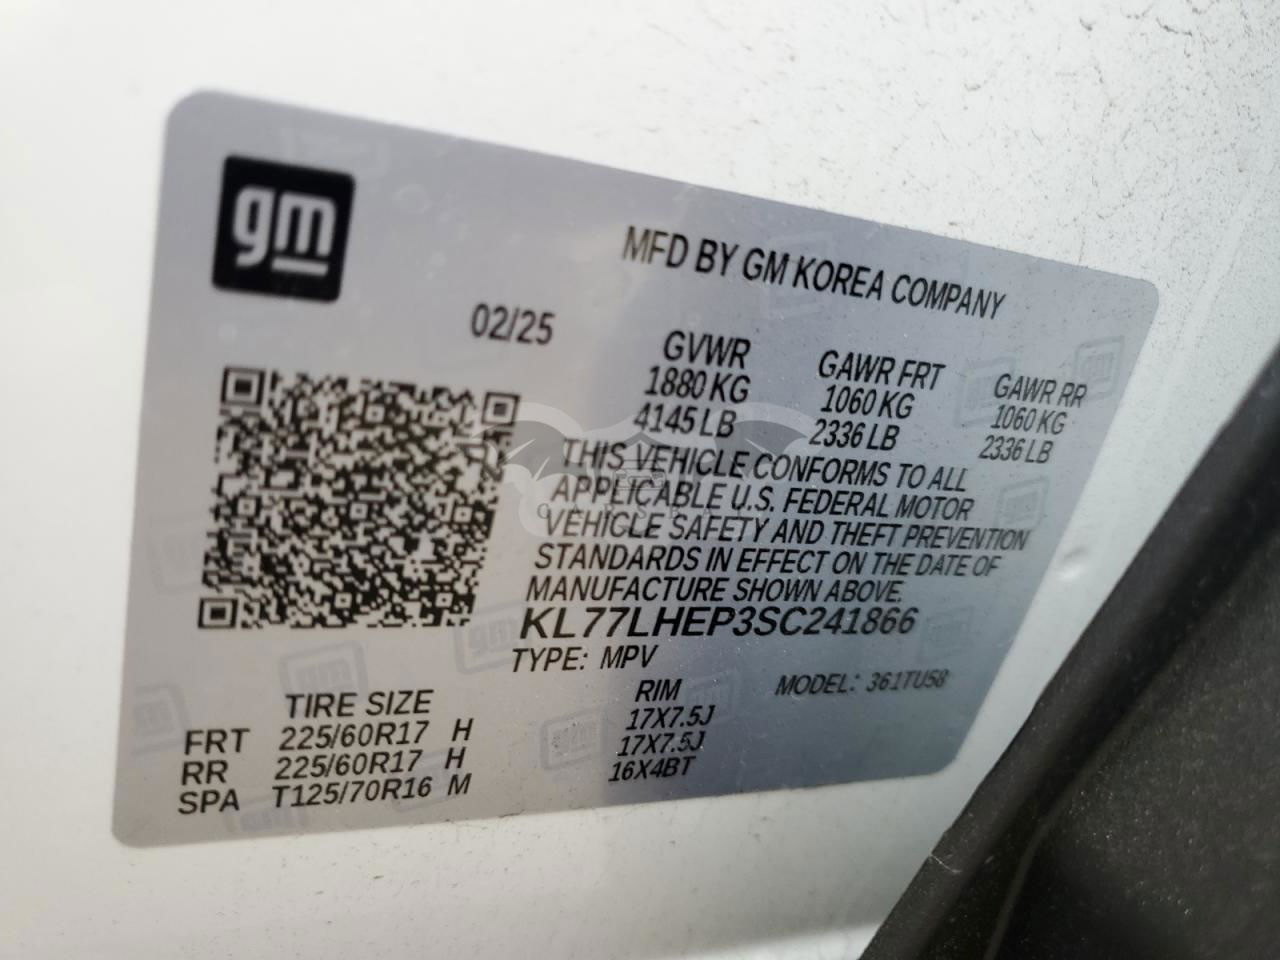 gm
MFD BY GM KOREA COMPANY
02/25
GVWR GAWR FRT GAWR RR
1880 KG 1060 KG 1060 KG
4145 LB 2336 LB 2336 LB
THIS VEHICLE CONFORMS TO ALL
APPLICABLE U.S. FEDERAL MOTOR
VEHICLE SAFETY AND THEFT PREVENTION
STANDARDS IN EFFECT ON THE DATE OF
MANUFACTURE SHOWN ABOVE.
KL77LHEP3SC241866
TYPE: MPV MODEL: 361TU58
TIRE SIZE RIM
FRT 225/60R17 H 17X7.5J
RR 225/60R17 H 17X7.5J
SPA T125/70R16 M 16X4BT